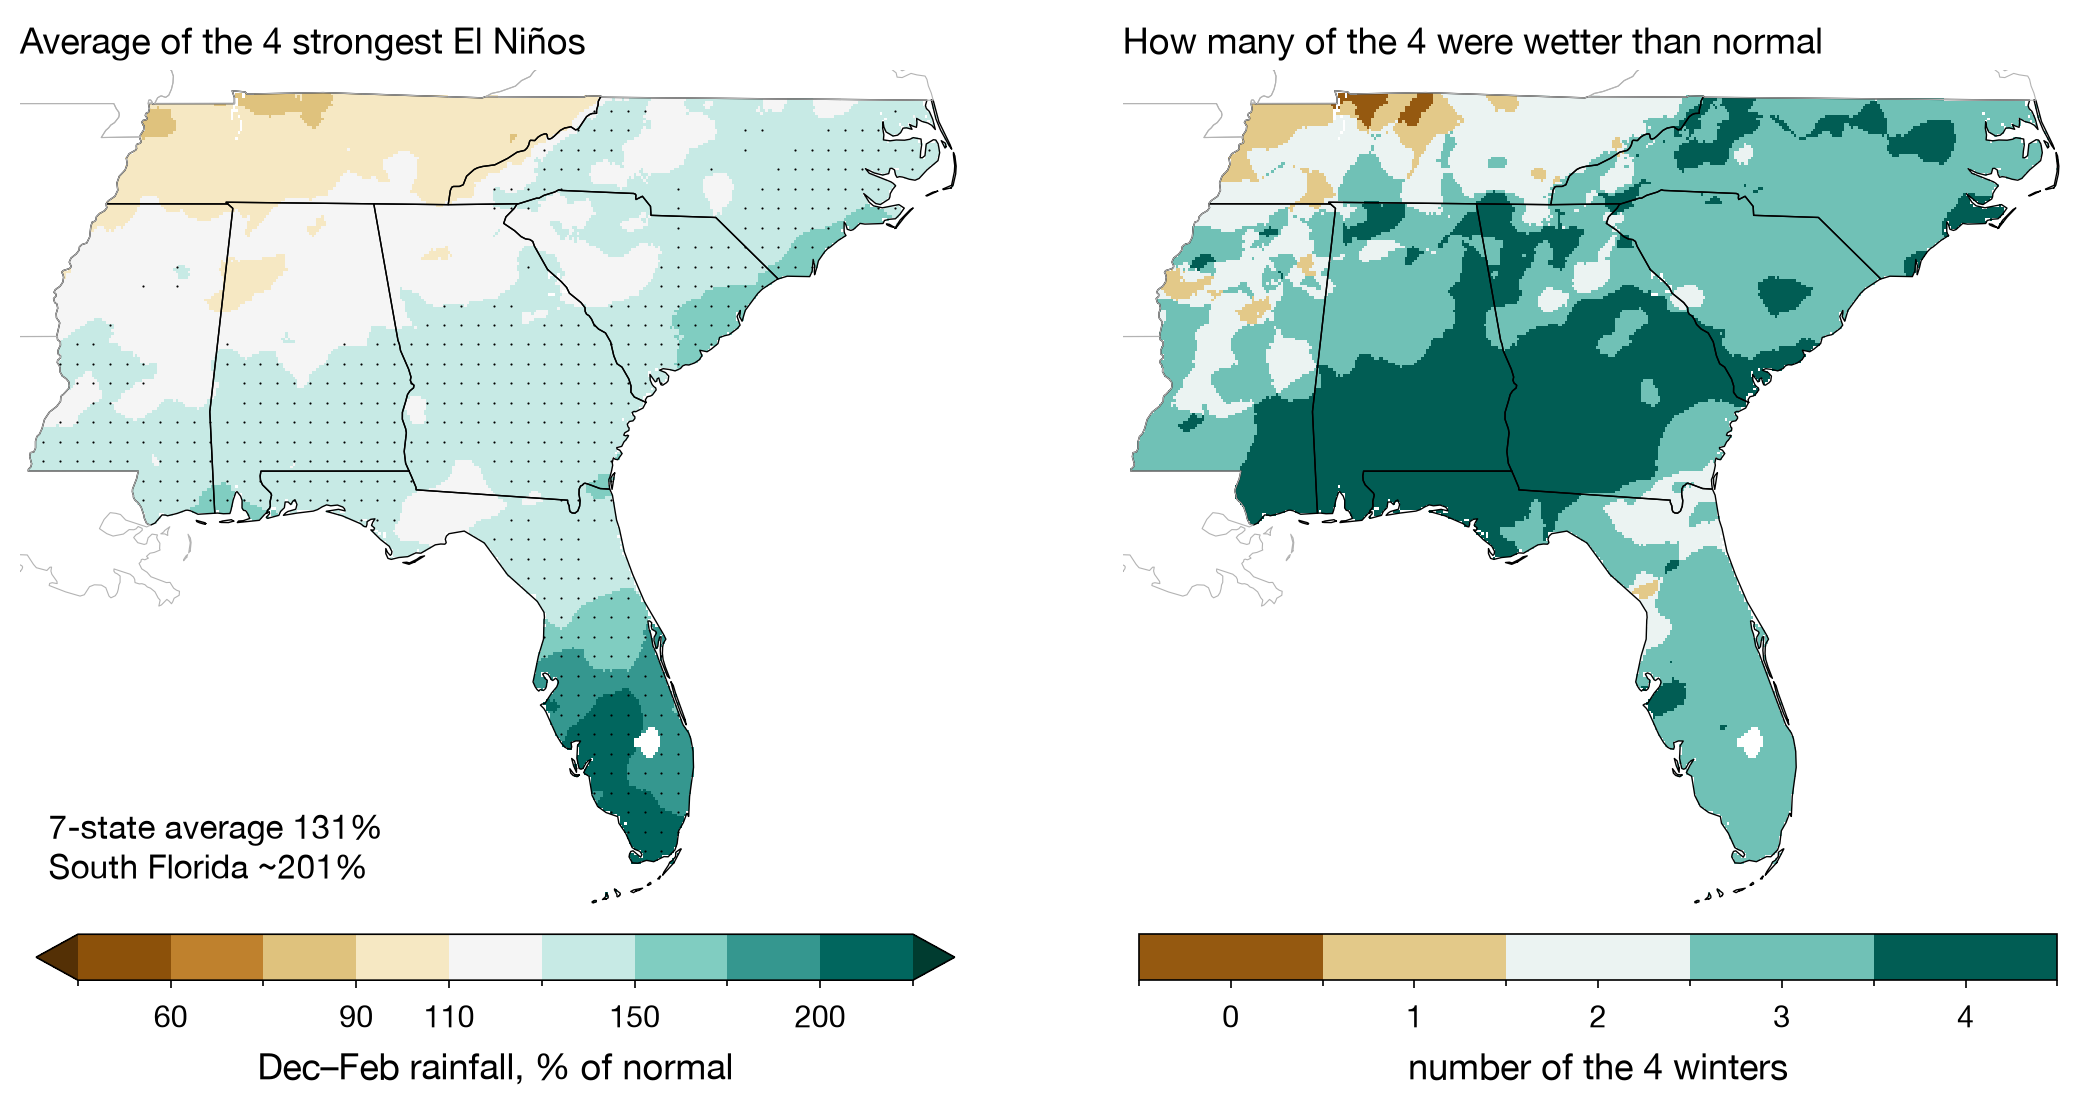 Average of the 4 strongest El Niños
How many of the 4 were wetter than normal
7-state average 131%
South Florida ~201%
60 90 110 150 200
Dec–Feb rainfall, % of normal
0 1 2 3 4
number of the 4 winters